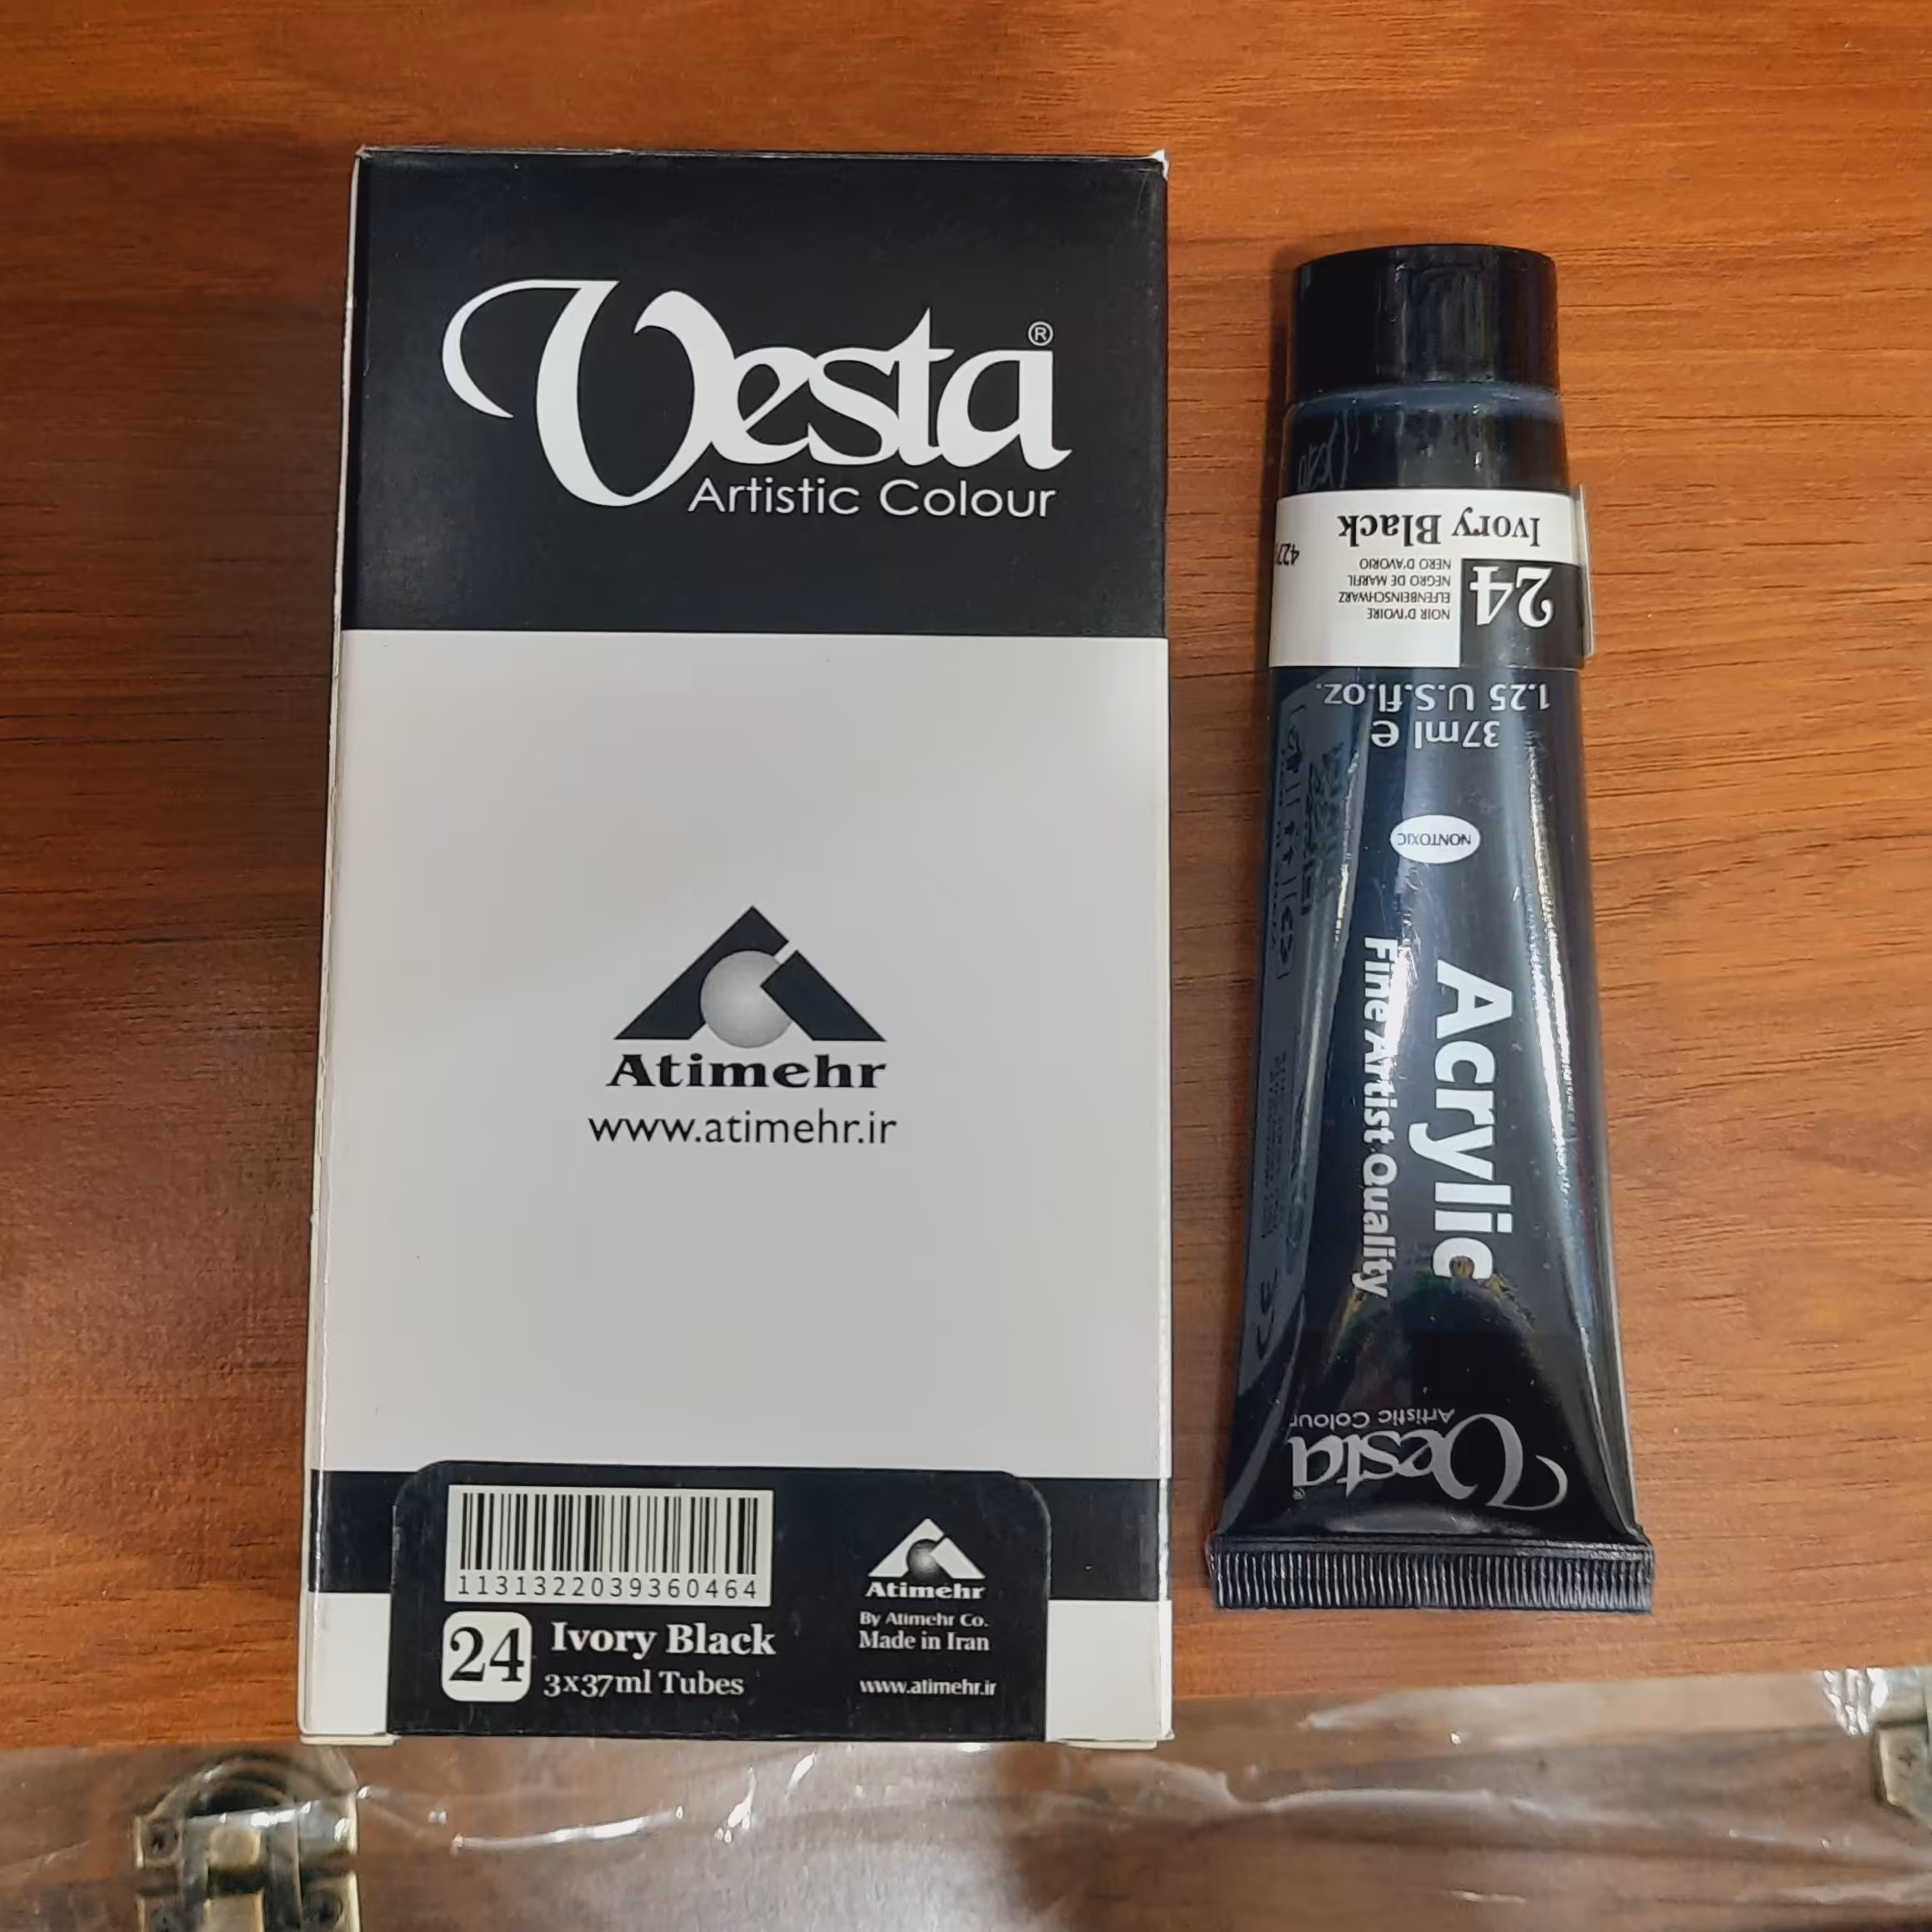 Vesta®
Artistic Colour
Atimehr
www.atimehr.ir
1131322039360464
24
Ivory Black
3x37ml Tubes
Atimehr
By Atimehr Co.
Made in Iran
www.atimehr.ir
Vesta®
Artistic Colour
Acrylic
Fine Artist Quality
NONTOXIC
37ml e
1.25 U.S.fl.oz.
24
NOIR D'IVOIRE
ELFENBEINSCHWARZ
NEGRO DE MARFIL
NERO D'AVORIO
Ivory Black